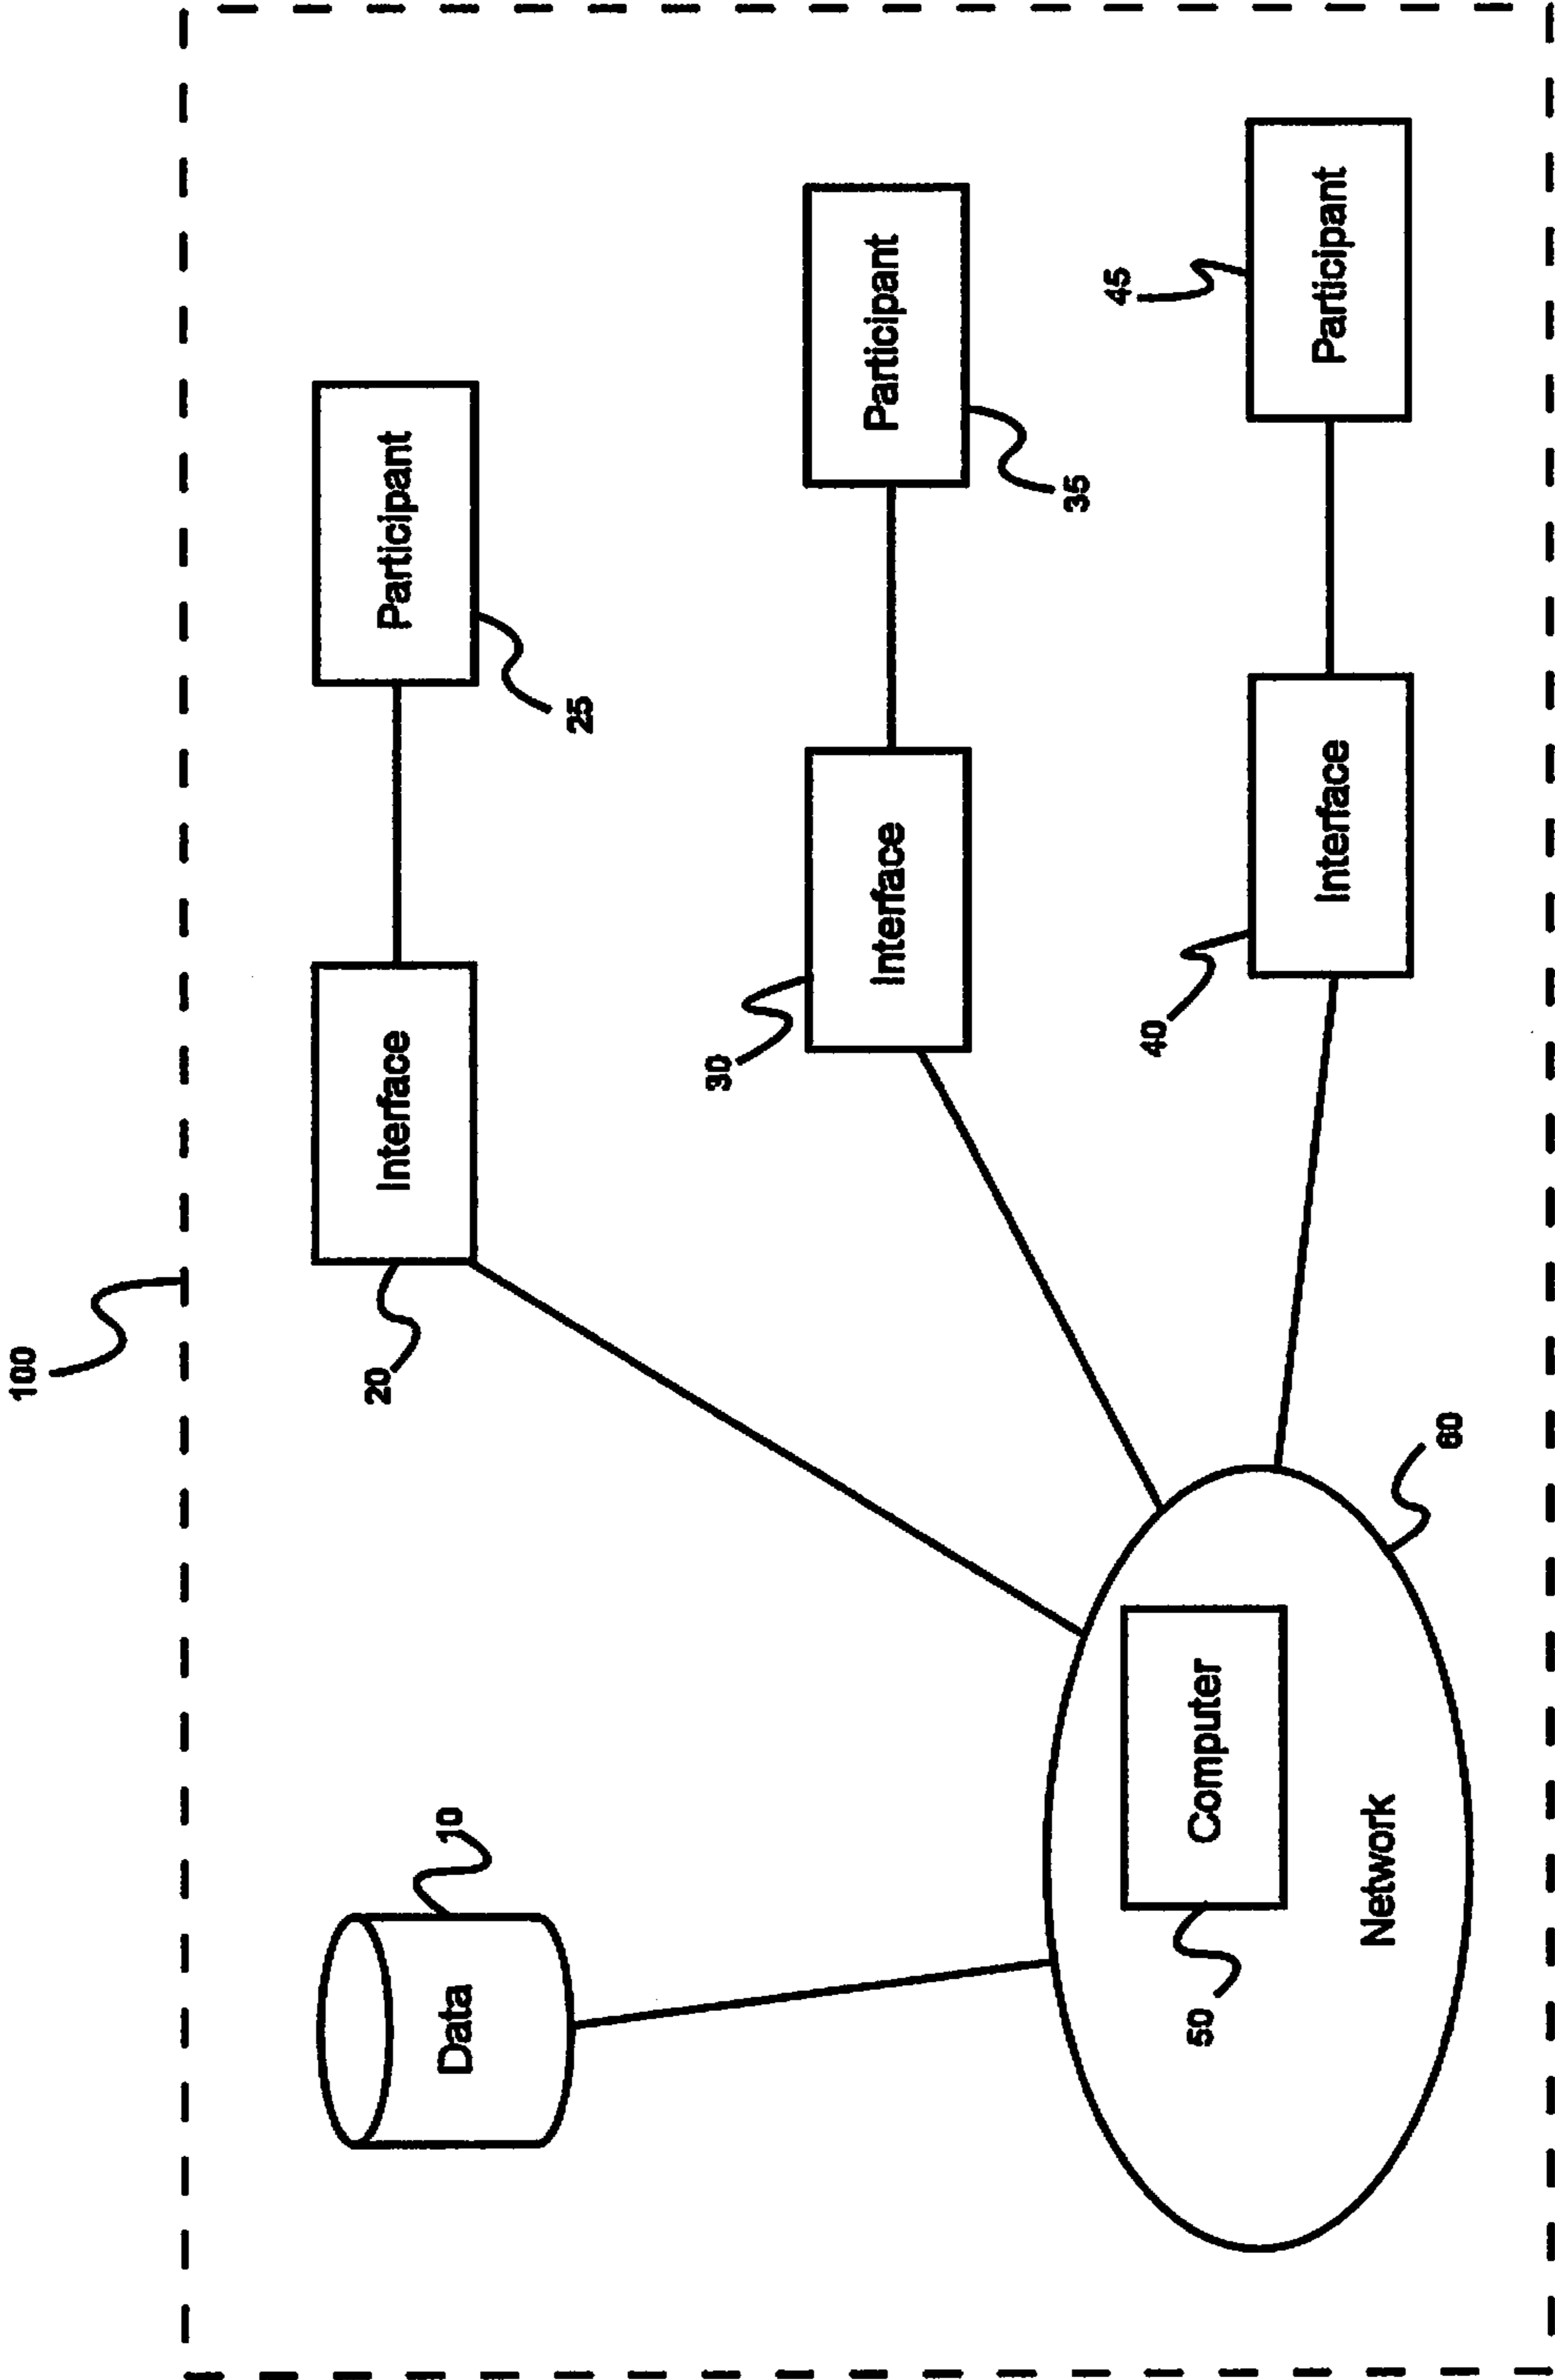 100
Data
10
20
Interface
Participant
25
30
Interface
Participant
35
45
40
50
Computer
Interface
Participant
Network
60